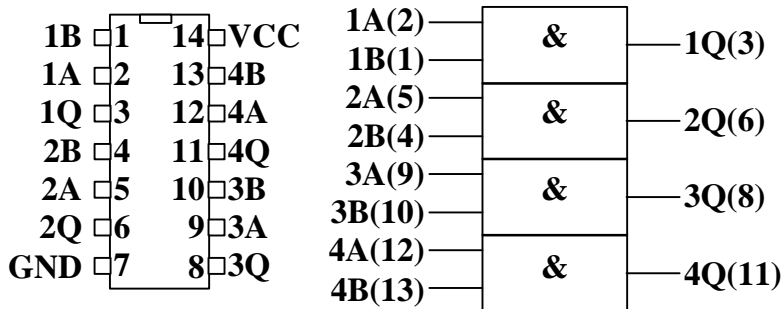 1B 1 14 VCC
1A 2 13 4B
1Q 3 12 4A
2B 4 11 4Q
2A 5 10 3B
2Q 6 9 3A
GND 7 8 3Q
1A(2)
1B(1)
& 1Q(3)
2A(5)
2B(4)
& 2Q(6)
3A(9)
3B(10)
& 3Q(8)
4A(12)
4B(13)
& 4Q(11)